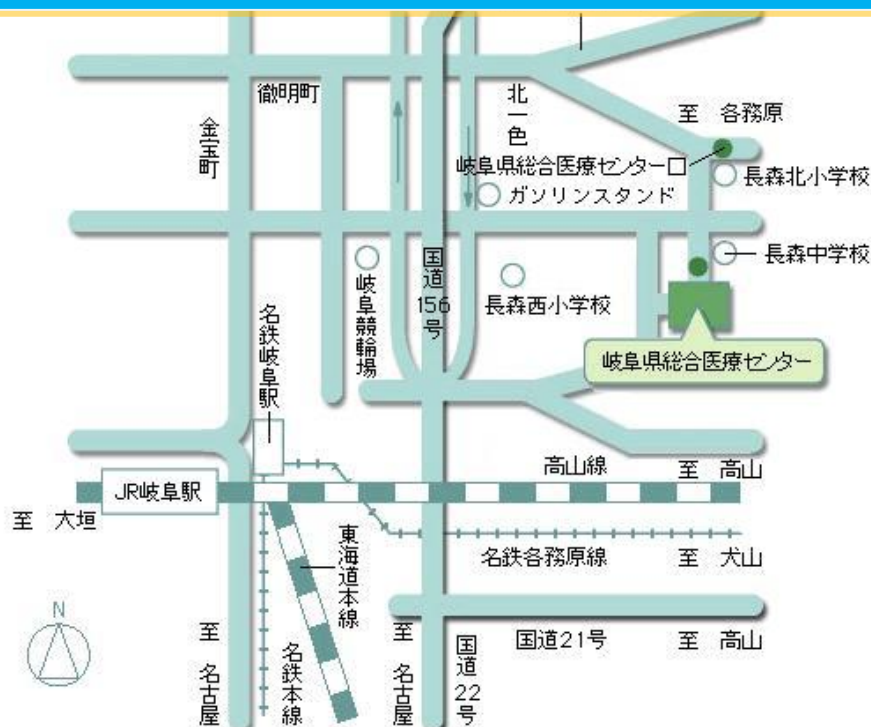 徹明町
金宝町
北一色
至 各務原
岐阜県総合医療センター口
長森北小学校
ガソリンスタンド
長森中学校
国道156号
岐阜競輪場
長森西小学校
名鉄岐阜駅
岐阜県総合医療センター
高山線
至 高山
JR岐阜駅
至 大垣
東海道本線
名鉄各務原線
至 犬山
N
至 名古屋
名鉄本線
至 名古屋
国道22号
国道21号
至 高山